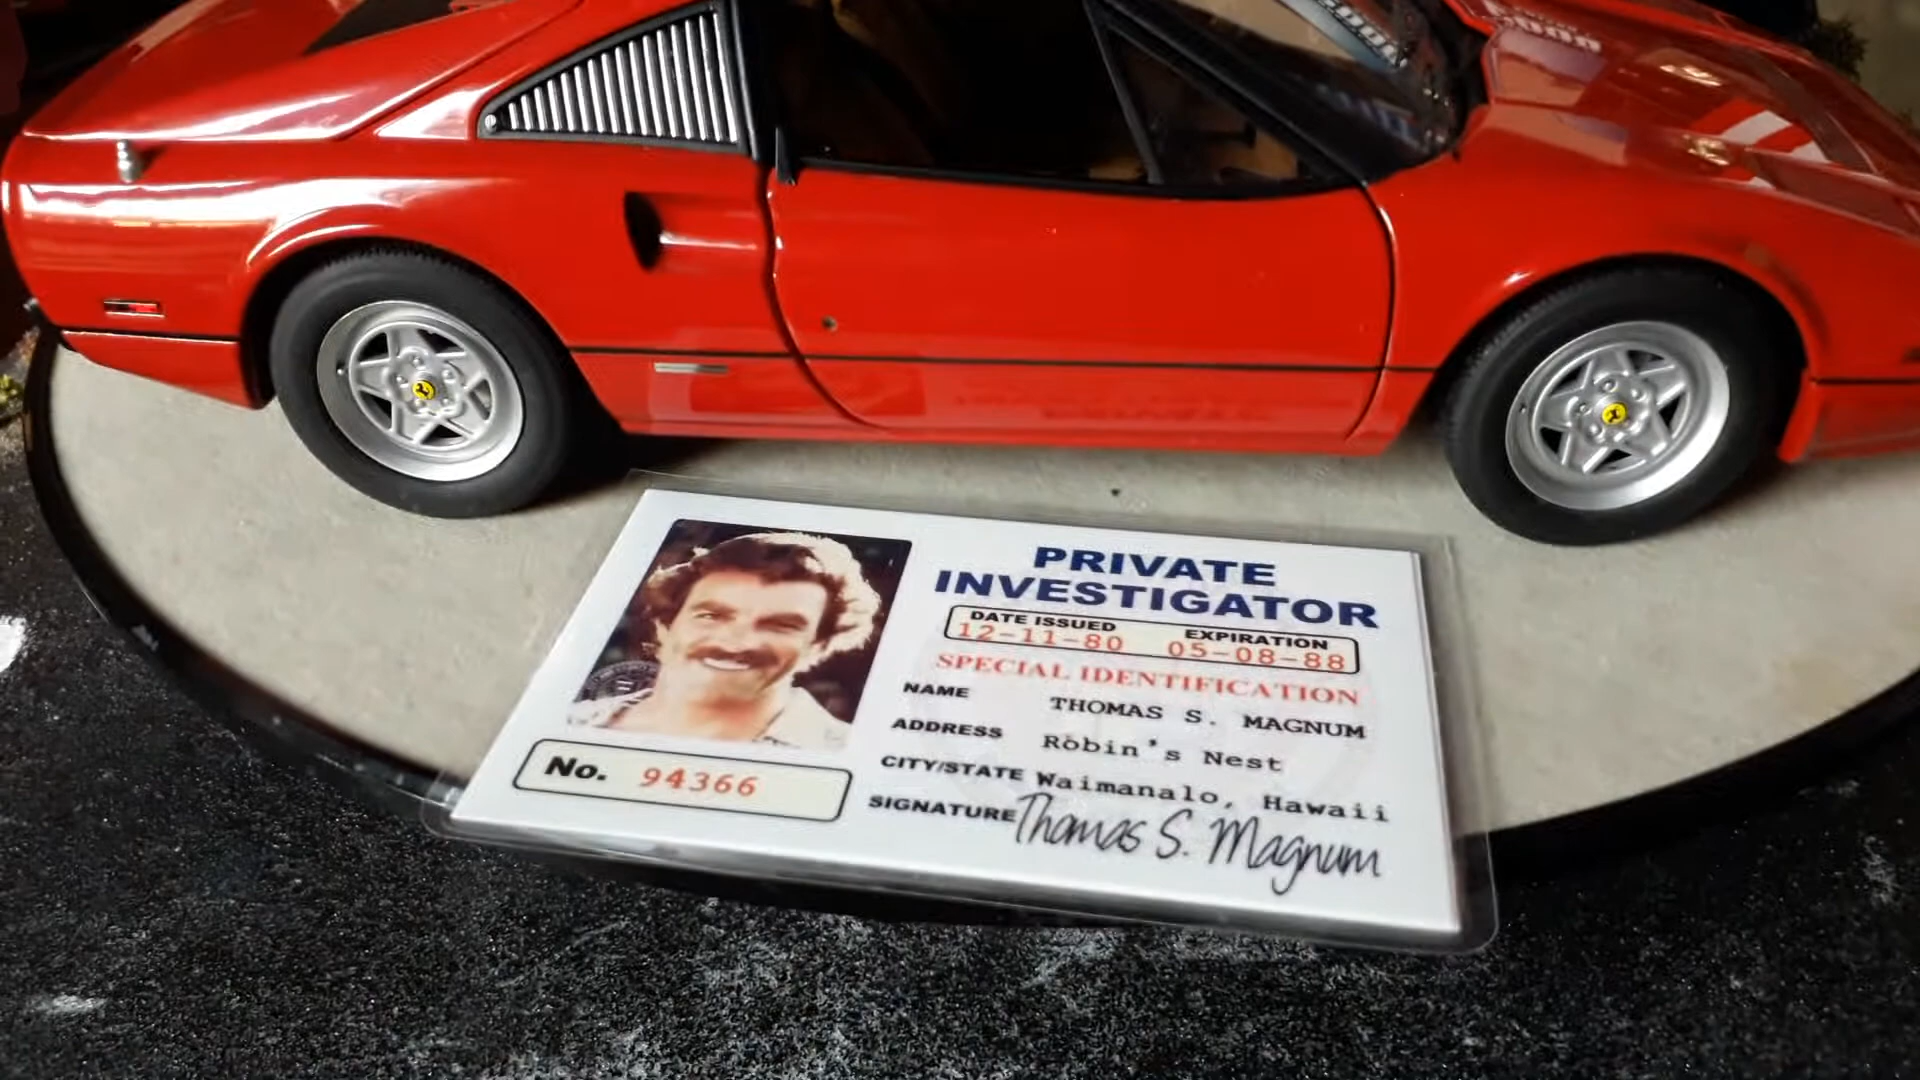 PRIVATE
INVESTIGATOR
DATE ISSUED EXPIRATION
12-11-80 05-08-88
SPECIAL IDENTIFICATION
NAME THOMAS S. MAGNUM
ADDRESS Robin's Nest
CITY/STATE Waimanalo, Hawaii
SIGNATURE Thomas S. Magnum
No. 94366